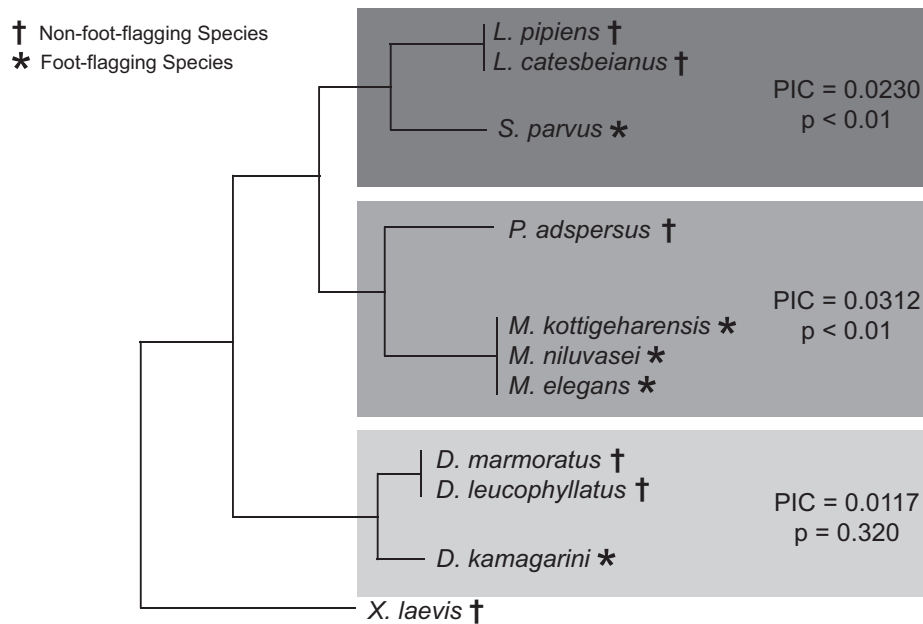 † Non-foot-flagging Species
* Foot-flagging Species
L. pipiens †
L. catesbeianus †
S. parvus *
PIC = 0.0230
p < 0.01
P. adspersus †
M. kottigeharensis *
M. niluvasei *
M. elegans *
PIC = 0.0312
p < 0.01
D. marmoratus †
D. leucophyllatus †
D. kamagarini *
PIC = 0.0117
p = 0.320
X. laevis †